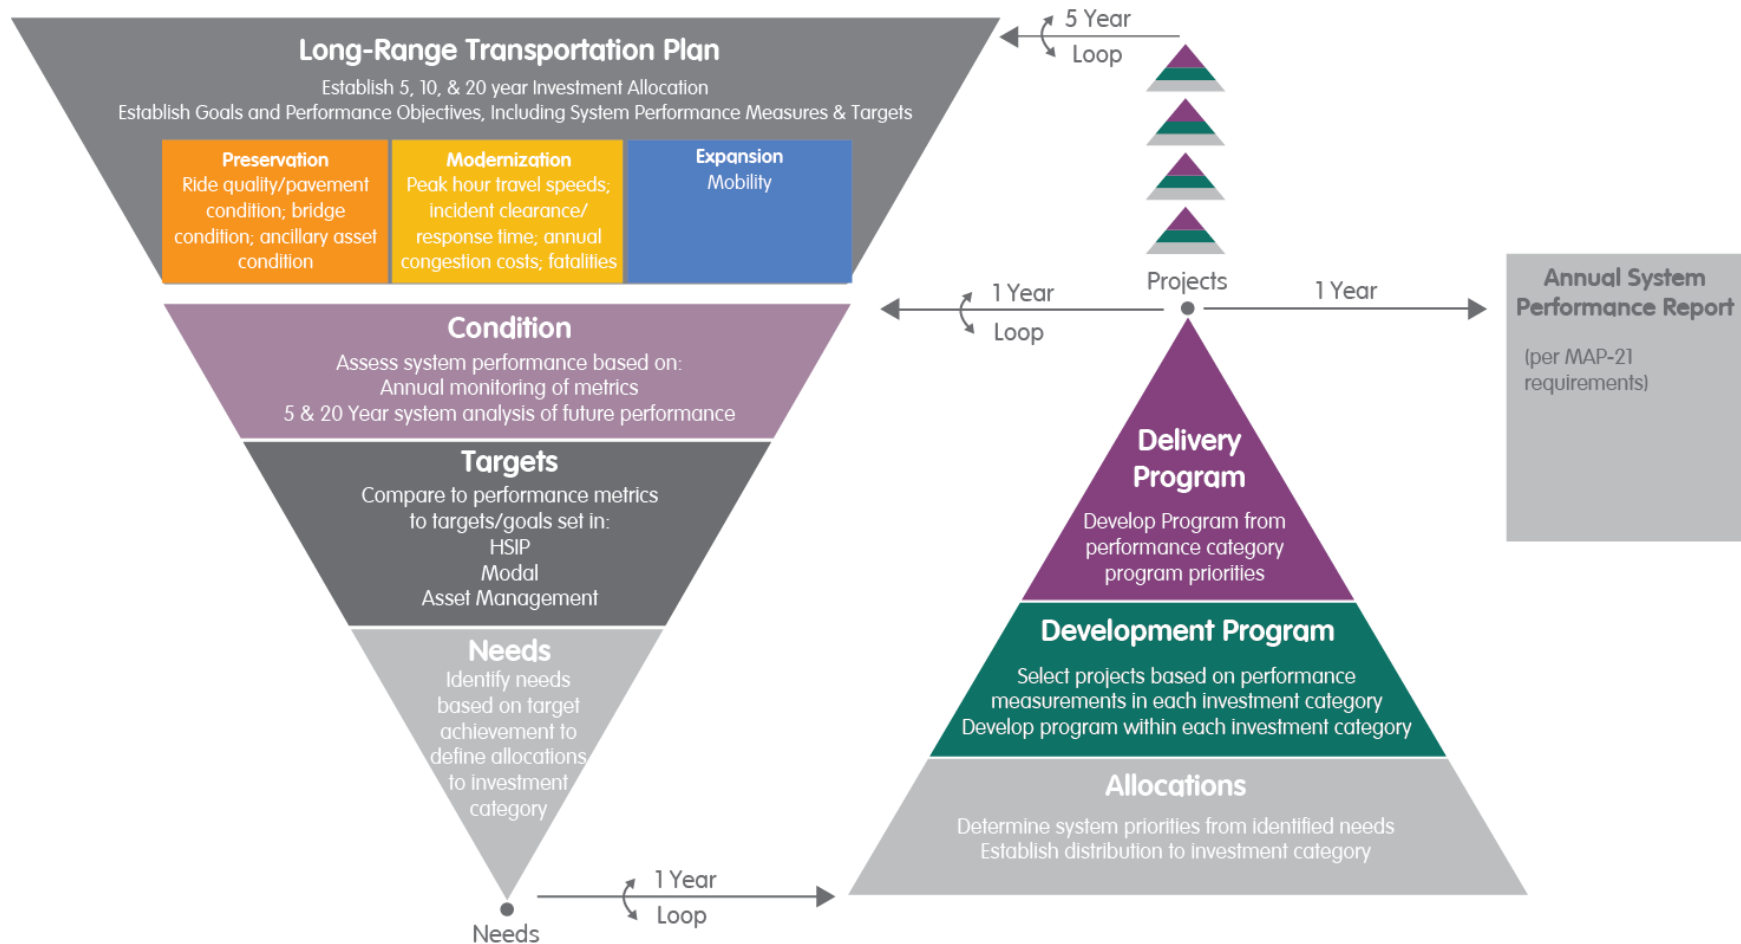 Long-Range Transportation Plan
Establish 5, 10, & 20 year Investment Allocation
Establish Goals and Performance Objectives, Including System Performance Measures & Targets
Preservation
Ride quality/pavement
condition; bridge
condition; ancillary asset
condition
Modernization
Peak hour travel speeds;
incident clearance/
response time; annual
congestion costs; fatalities
Expansion
Mobility
Condition
Assess system performance based on:
Annual monitoring of metrics
5 & 20 Year system analysis of future performance
Targets
Compare to performance metrics
to targets/goals set in:
HSIP
Modal
Asset Management
Needs
Identify needs
based on target
achievement to
define allocations
to investment
category
Needs
1 Year
Loop
5 Year
Loop
Projects
1 Year
Loop
1 Year
Delivery
Program
Develop Program from
performance category
program priorities
Development Program
Select projects based on performance
measurements in each investment category
Develop program within each investment category
Allocations
Determine system priorities from identified needs
Establish distribution to investment category
Annual System
Performance Report
(per MAP-21
requirements)